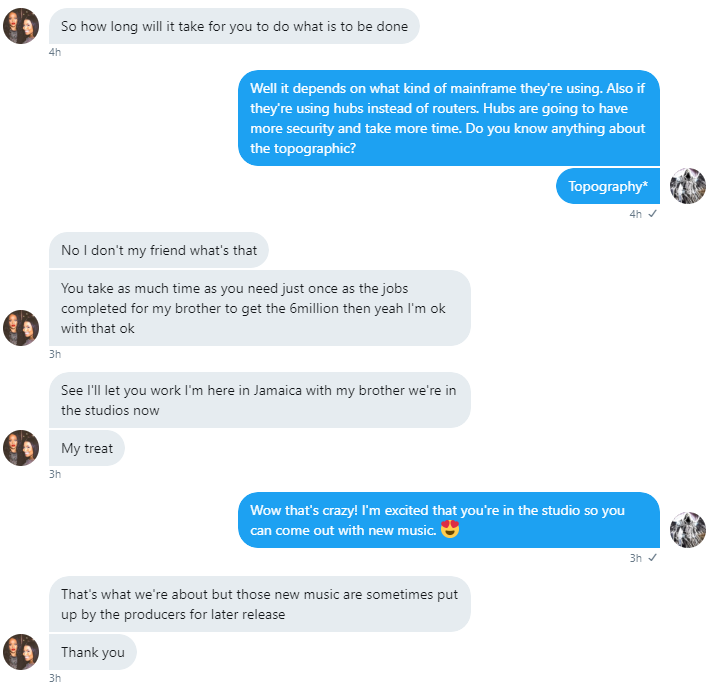 So how long will it take for you to do what is to be done
4h
Well it depends on what kind of mainframe they're using. Also if
they're using hubs instead of routers. Hubs are going to have
more security and take more time. Do you know anything about
the topographic?
Topography*
4h ✓
No I don't my friend what's that
You take as much time as you need just once as the jobs
completed for my brother to get the 6million then yeah I'm ok
with that ok
3h
See I'll let you work I'm here in Jamaica with my brother we're in
the studios now
My treat
3h
Wow that's crazy! I'm excited that you're in the studio so you
can come out with new music. 😍
3h ✓
That's what we're about but those new music are sometimes put
up by the producers for later release
Thank you
3h